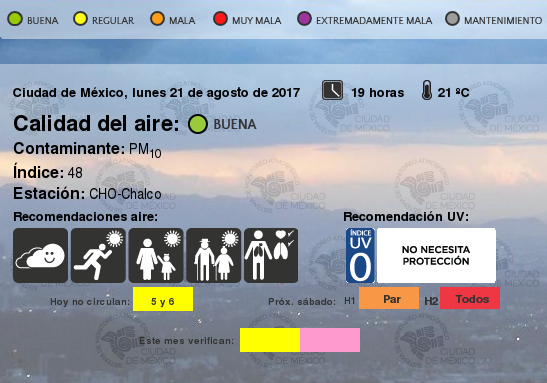 BUENA REGULAR MALA MUY MALA EXTREMADAMENTE MALA MANTENIMIENTO
Ciudad de México, lunes 21 de agosto de 2017 19 horas 21 ºC
Calidad del aire: BUENA
Contaminante: PM10
Índice: 48
Estación: CHO-Chalco
Recomendaciones aire: Recomendación UV:
ÍNDICE UV 0 NO NECESITA
PROTECCIÓN
Hoy no circulan: 5 y 6 Próx. sábado: H1 Par H2 Todos
Este mes verifican:
CIUDAD DE MÉXICO